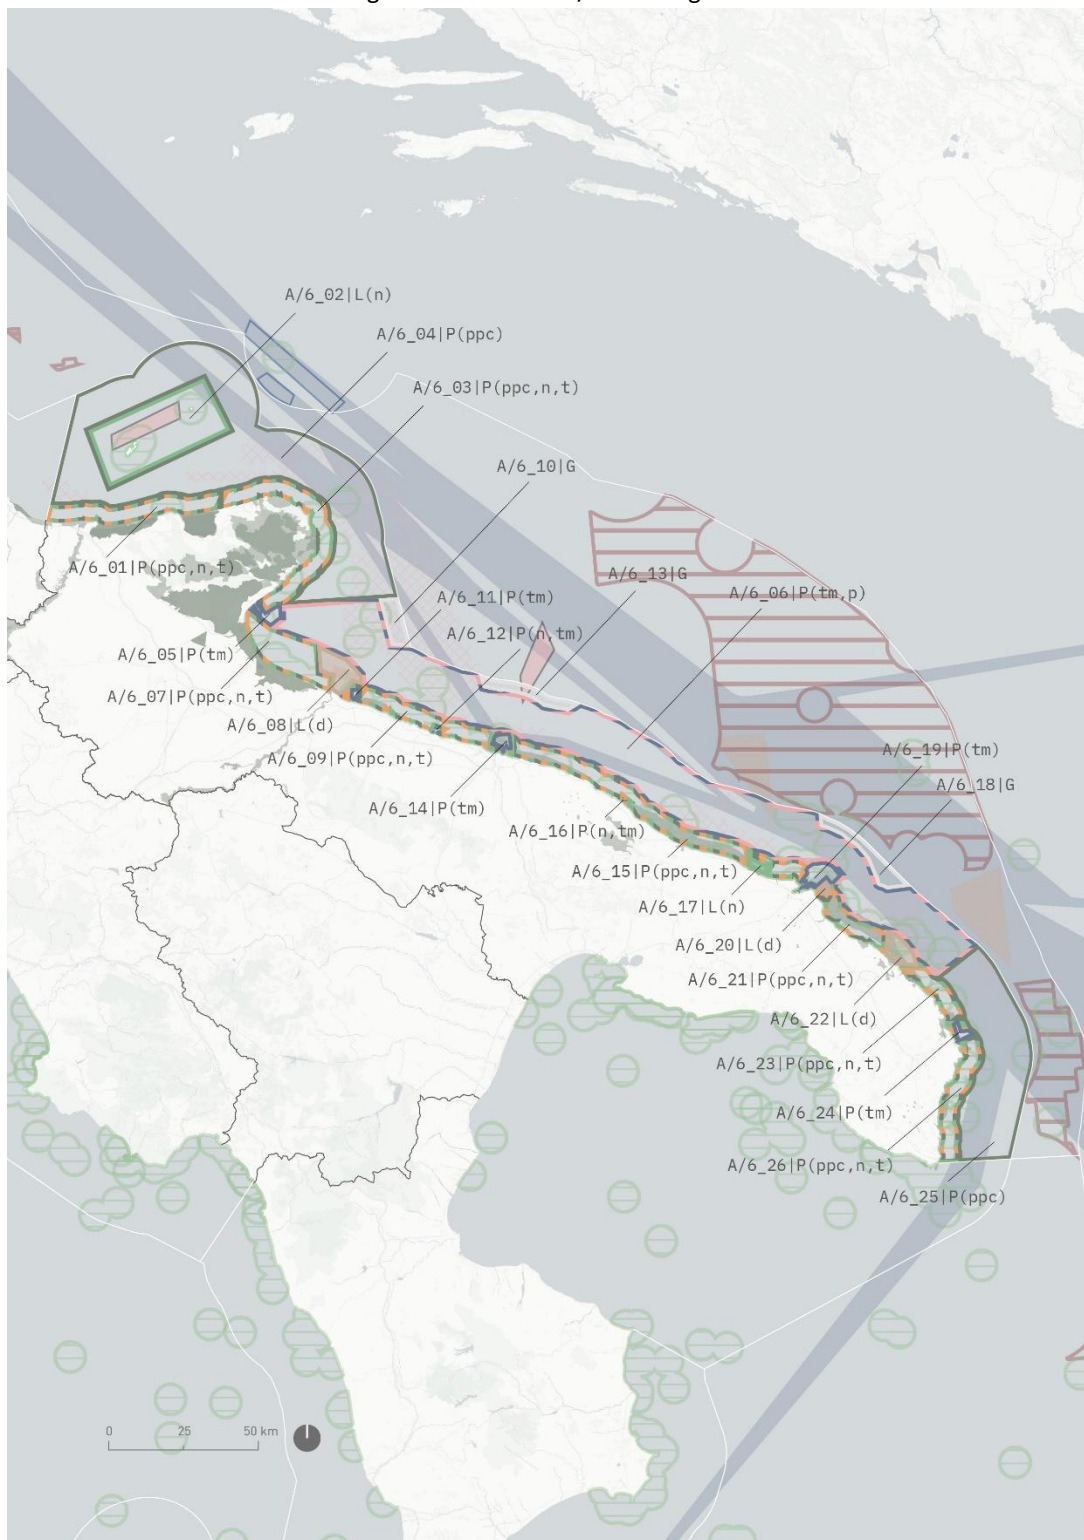 A/6_02|L(n)
A/6_04|P(ppc)
A/6_03|P(ppc,n,t)
A/6_10|G
A/6_13|G
A/6_01|P(ppc,n,t)
A/6_11|P(tm)
A/6_06|P(tm,p)
A/6_12|P(n,tm)
A/6_05|P(tm)
A/6_07|P(ppc,n,t)
A/6_08|L(d)
A/6_09|P(ppc,n,t)
A/6_19|P(tm)
A/6_18|G
A/6_14|P(tm)
A/6_16|P(n,tm)
A/6_15|P(ppc,n,t)
A/6_17|L(n)
A/6_20|L(d)
A/6_21|P(ppc,n,t)
A/6_22|L(d)
A/6_23|P(ppc,n,t)
A/6_24|P(tm)
A/6_26|P(ppc,n,t)
A/6_25|P(ppc)
0 25 50 km